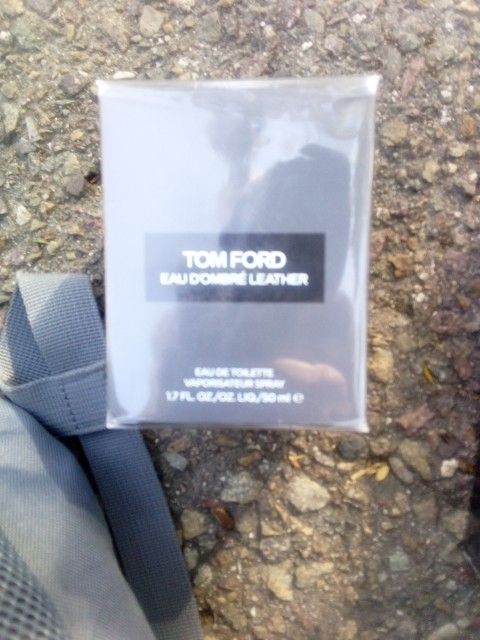 TOM FORD
EAU D'OMBRÉ LEATHER
EAU DE TOILETTE
VAPORISATEUR SPRAY
1.7 FL. OZ./OZ. LIQ./50 ml ℮